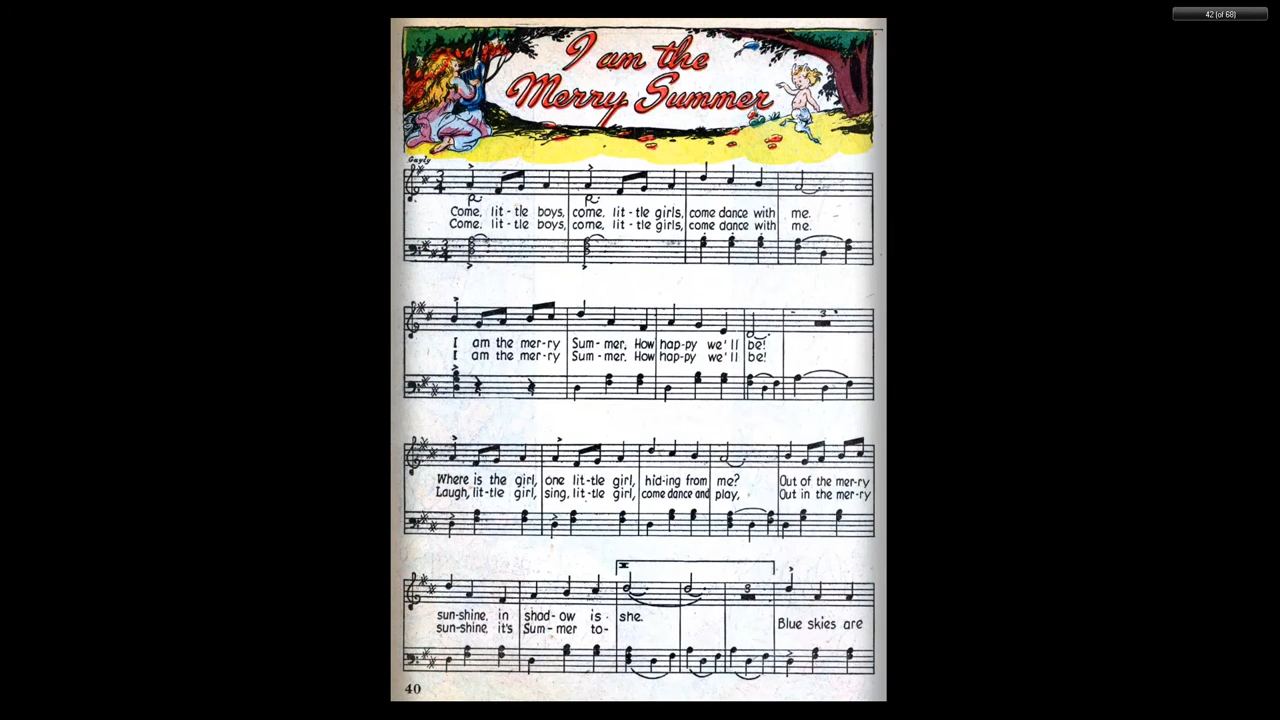 42 (of 68)
I am the
Merry Summer
Gayly
Come, lit-tle boys, come, lit-tle girls, come dance with me.
Come, lit-tle boys, come, lit-tle girls, come dance with me.
I am the mer-ry Sum-mer. How hap-py we'll be!
I am the mer-ry Sum-mer. How hap-py we'll be!
Where is the girl, one lit-tle girl, hid-ing from me? Out of the mer-ry
Laugh, lit-tle girl, sing, lit-tle girl, come dance and play, Out in the mer-ry
sun-shine, in shad-ow is she.
sun-shine, it's Sum-mer to-
Blue skies are
40